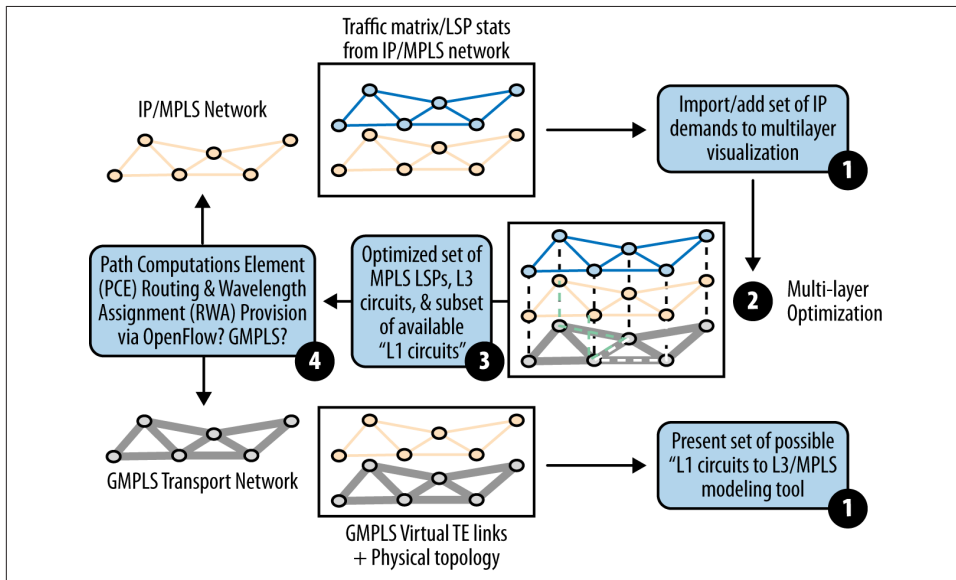 Traffic matrix/LSP stats
from IP/MPLS network
IP/MPLS Network
Import/add set of IP
demands to multilayer
visualization
1
Path Computations Element
(PCE) Routing & Wavelength
Assignment (RWA) Provision
via OpenFlow? GMPLS?
4
Optimized set of
MPLS LSPs, L3
circuits, & subset
of available
“L1 circuits”
3
2
Multi-layer
Optimization
GMPLS Transport Network
GMPLS Virtual TE links
+ Physical topology
Present set of possible
“L1 circuits to L3/MPLS
modeling tool
1